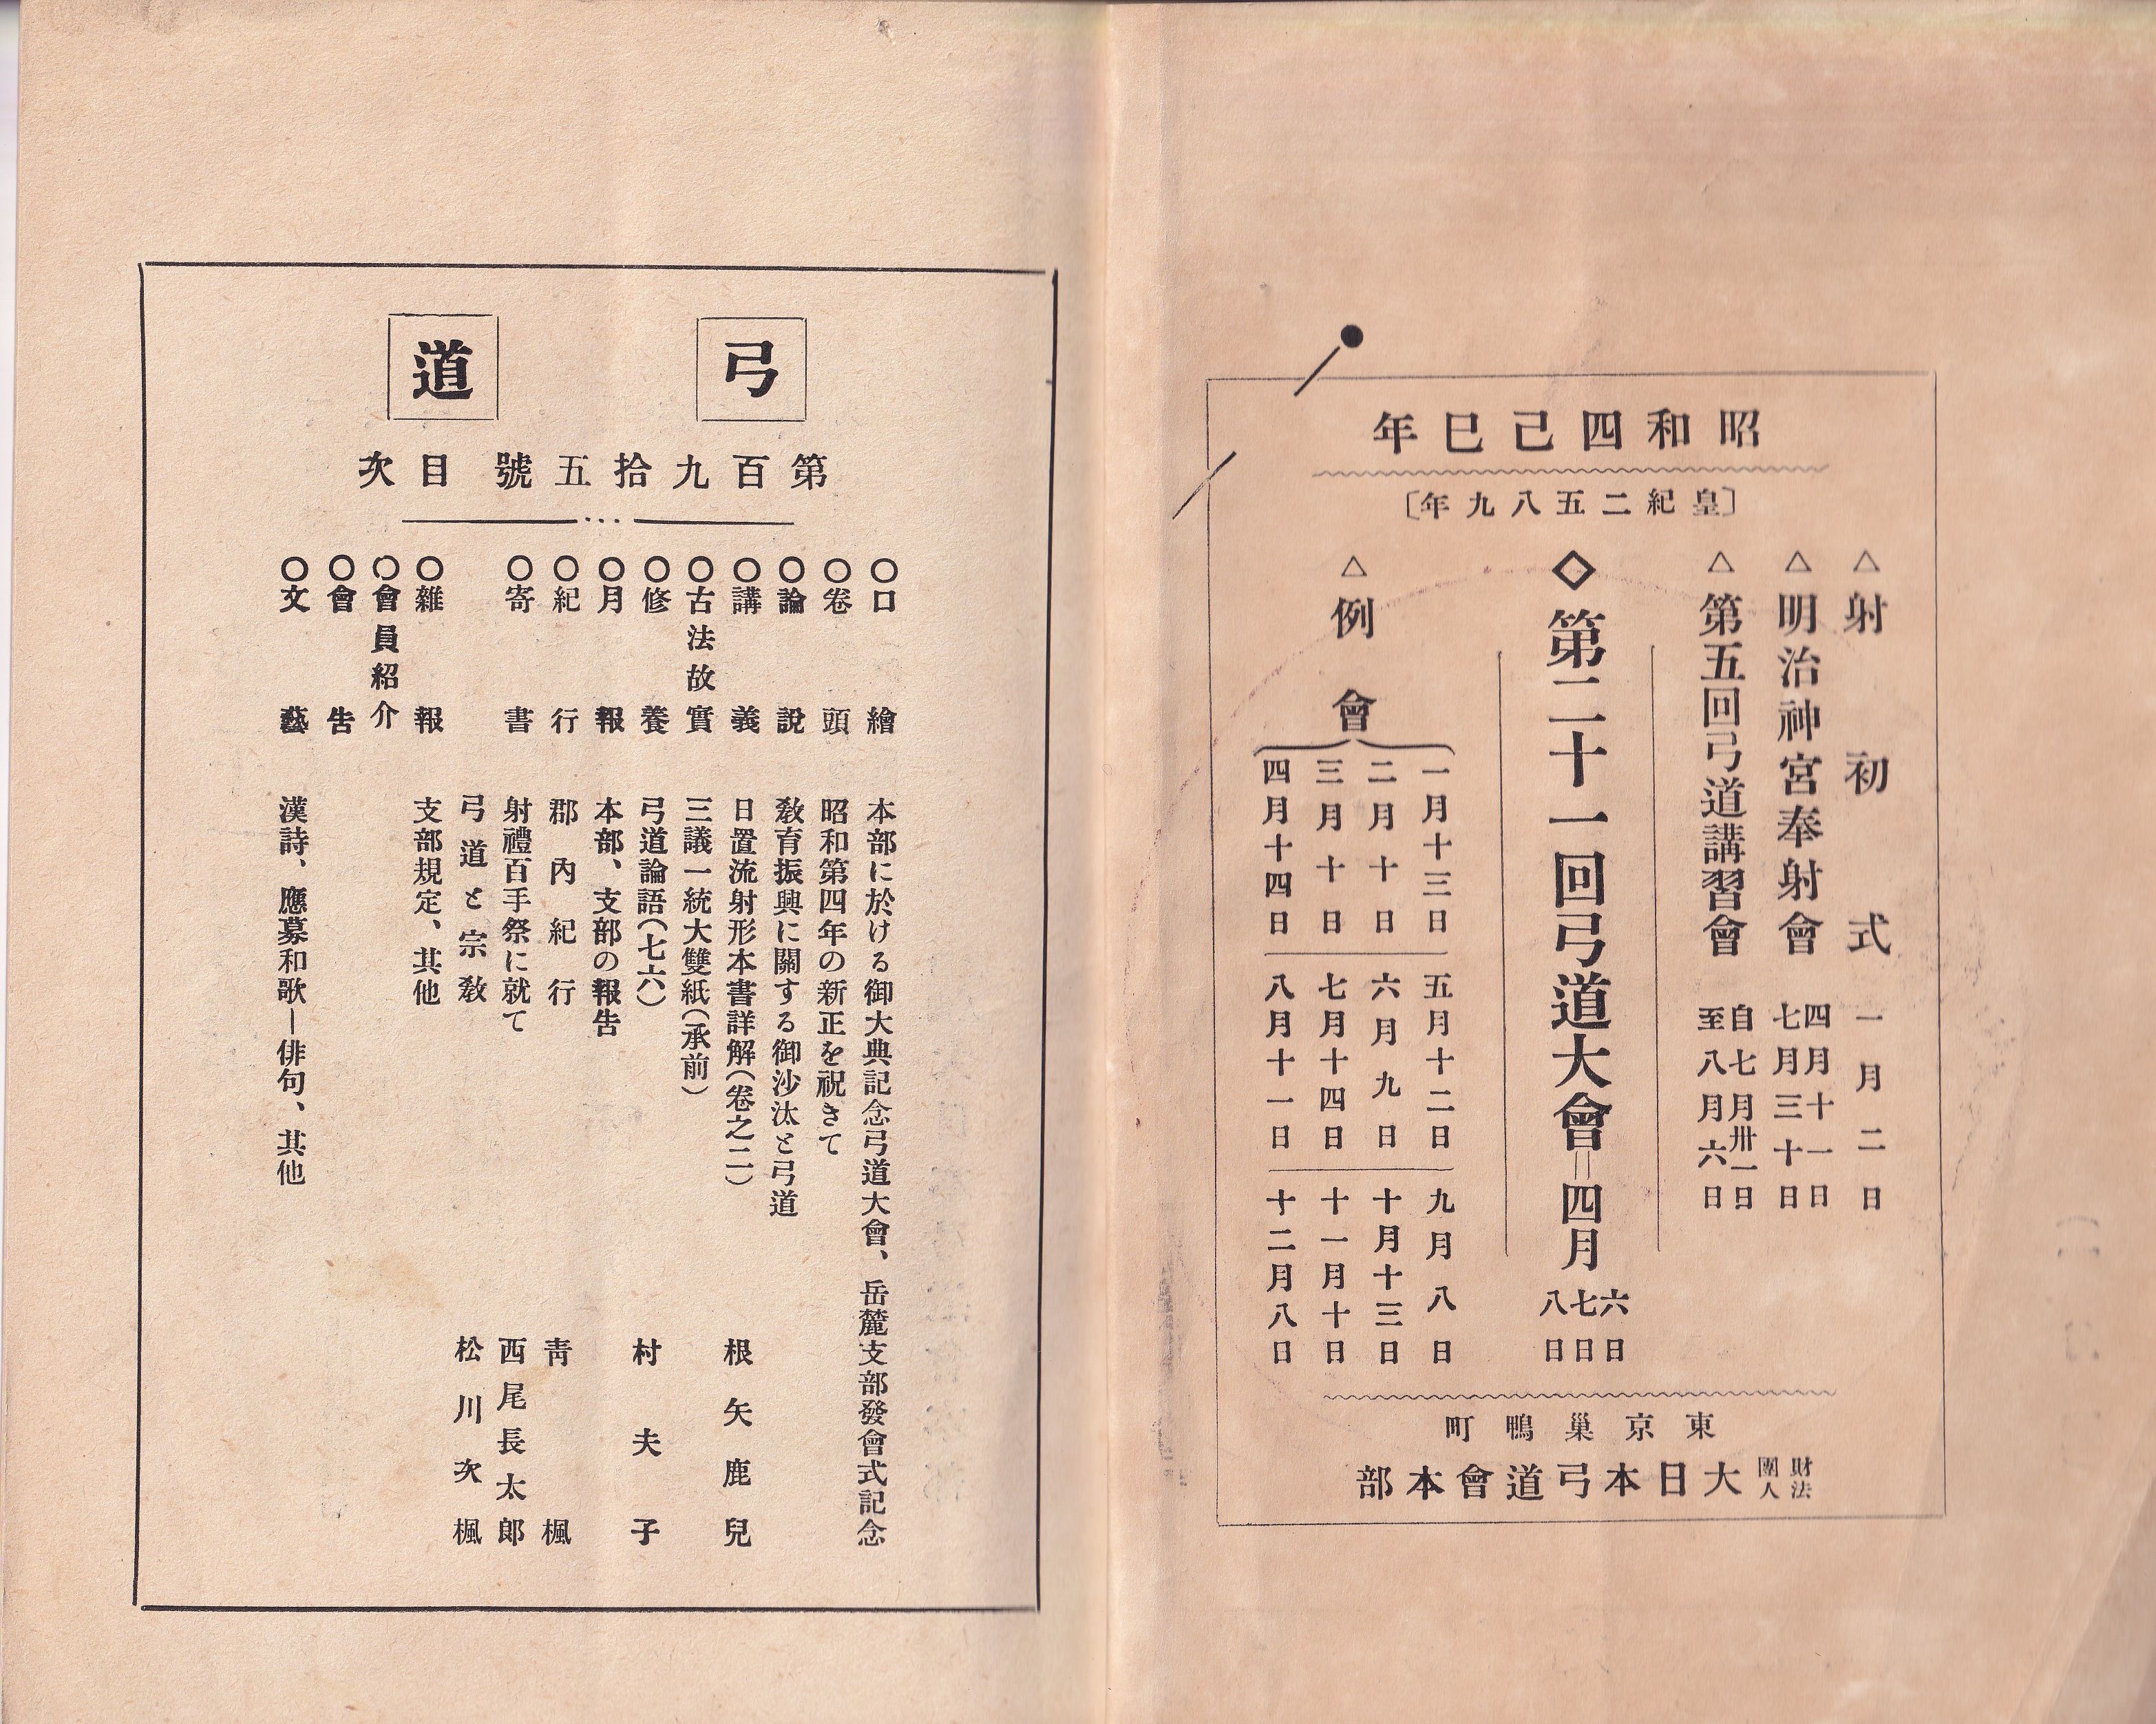 昭和四己巳年
〔皇紀二五八九年〕
△射初式 一月二日
△明治神宮奉射會 四月十一日 七月三十日
△第五回弓道講習會 自七月卅一日 至八月六日
◇第二十一回弓道大會＝四月 六日 七日 八日
△例會
一月十三日
二月十日
三月十日
四月十四日
五月十二日
六月九日
七月十四日
八月十一日
九月八日
十月十三日
十一月十日
十二月八日
東京巢鴨町
財團法人 大日本弓道會本部
弓道
第百九拾五號 目次
○口繪 本部に於ける御大典記念弓道大會、岳麓支部發會式記念
○卷頭 昭和第四年の新正を祝きて
○論說 敎育振興に關する御沙汰と弓道
○講義 日置流射形本書詳解(卷之二) 根矢鹿兒
○古法故實 三議一統大雙紙(承前)
○修養 弓道論語(七六) 村夫子
○月報 本部、支部の報告
○紀行 郡內紀行 靑楓
○寄書 射禮百手祭に就て 西尾長太郎
弓道と宗敎 松川次楓
○雜報 支部規定、其他
○會員紹介
○會告
○文藝 漢詩、應募和歌—俳句、其他